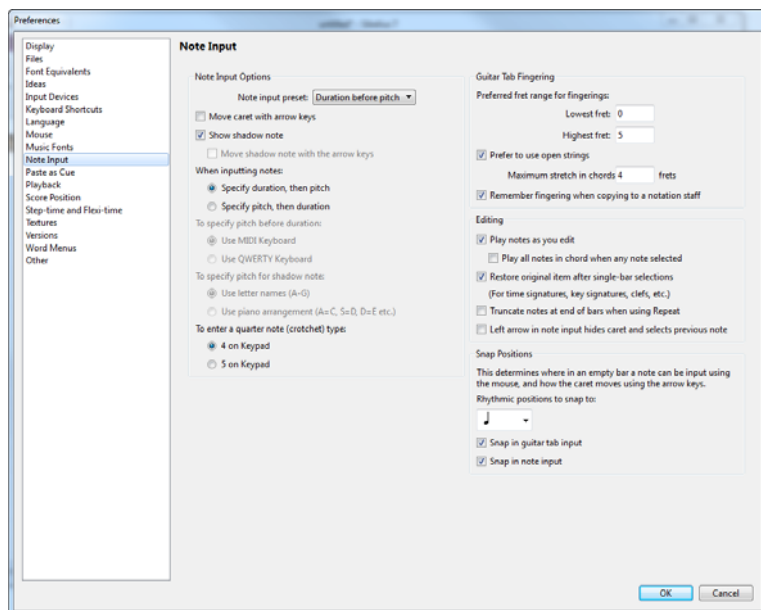 Preferences
Display
Files
Font Equivalents
Ideas
Input Devices
Keyboard Shortcuts
Language
Mouse
Music Fonts
Note Input
Paste as Cue
Playback
Score Position
Step-time and Flexi-time
Textures
Versions
Word Menus
Other
Note Input
Note Input Options
Note input preset: Duration before pitch
Move caret with arrow keys
Show shadow note
Move shadow note with the arrow keys
When inputting notes:
Specify duration, then pitch
Specify pitch, then duration
To specify pitch before duration:
Use MIDI Keyboard
Use QWERTY Keyboard
To specify pitch for shadow note:
Use letter names (A-G)
Use piano arrangement (A=C, S=D, D=E etc.)
To enter a quarter note (crotchet) type:
4 on Keypad
5 on Keypad
Guitar Tab Fingering
Preferred fret range for fingerings:
Lowest fret: 0
Highest fret: 5
Prefer to use open strings
Maximum stretch in chords 4 frets
Remember fingering when copying to a notation staff
Editing
Play notes as you edit
Play all notes in chord when any note selected
Restore original item after single-bar selections
(For time signatures, key signatures, clefs, etc.)
Truncate notes at end of bars when using Repeat
Left arrow in note input hides caret and selects previous note
Snap Positions
This determines where in an empty bar a note can be input using
the mouse, and how the caret moves using the arrow keys.
Rhythmic positions to snap to:
Snap in guitar tab input
Snap in note input
OK Cancel